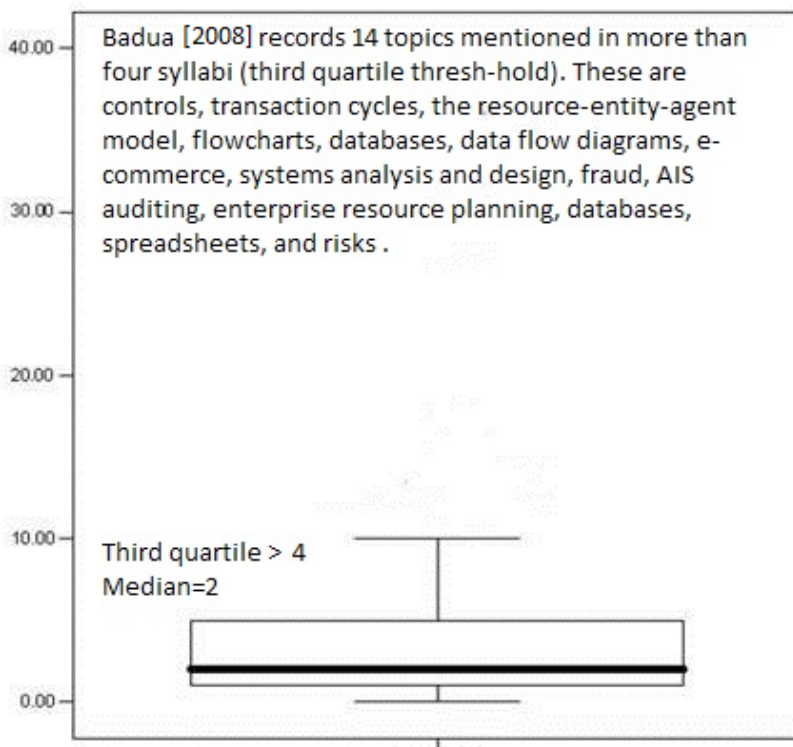 40.00
Badua [2008] records 14 topics mentioned in more than
four syllabi (third quartile thresh-hold). These are
controls, transaction cycles, the resource-entity-agent
model, flowcharts, databases, data flow diagrams, e-
commerce, systems analysis and design, fraud, AIS
auditing, enterprise resource planning, databases,
spreadsheets, and risks .
30.00
20.00
10.00
Third quartile > 4
Median=2
0.00